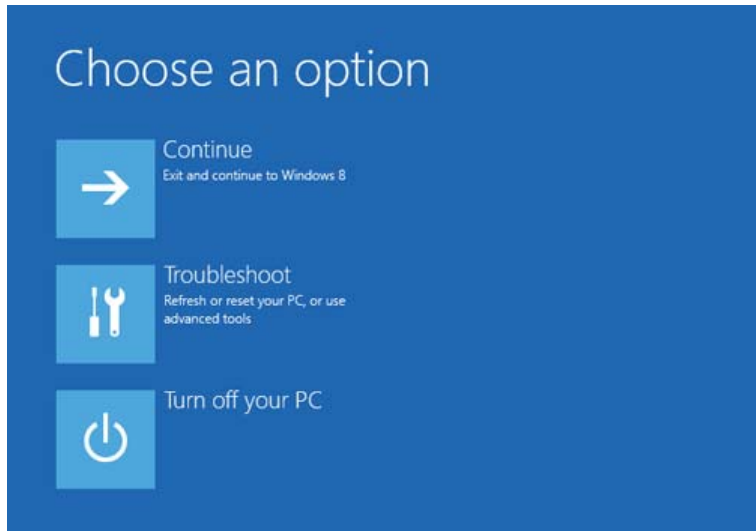 Choose an option
Continue
Exit and continue to Windows 8
Troubleshoot
Refresh or reset your PC, or use
advanced tools
Turn off your PC